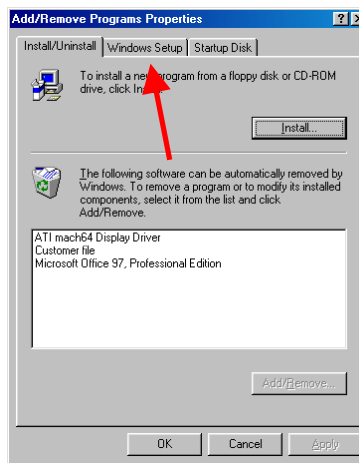 Add/Remove Programs Properties
Install/Uninstall Windows Setup Startup Disk
To install a new program from a floppy disk or CD-ROM
drive, click In
Install...
The following software can be automatically removed by
Windows. To remove a program or to modify its installed
components, select it from the list and click
Add/Remove.
ATI mach64 Display Driver
Customer file
Microsoft Office 97, Professional Edition
Add/Remove...
OK Cancel Apply